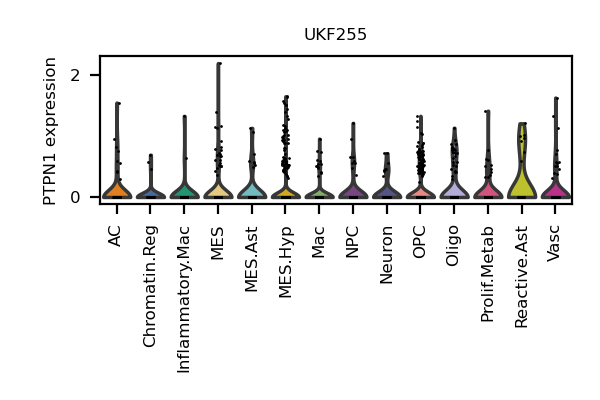 UKF255
PTPN1 expression
2
0
AC
Chromatin.Reg
Inflammatory.Mac
MES
MES.Ast
MES.Hyp
Mac
NPC
Neuron
OPC
Oligo
Prolif.Metab
Reactive.Ast
Vasc